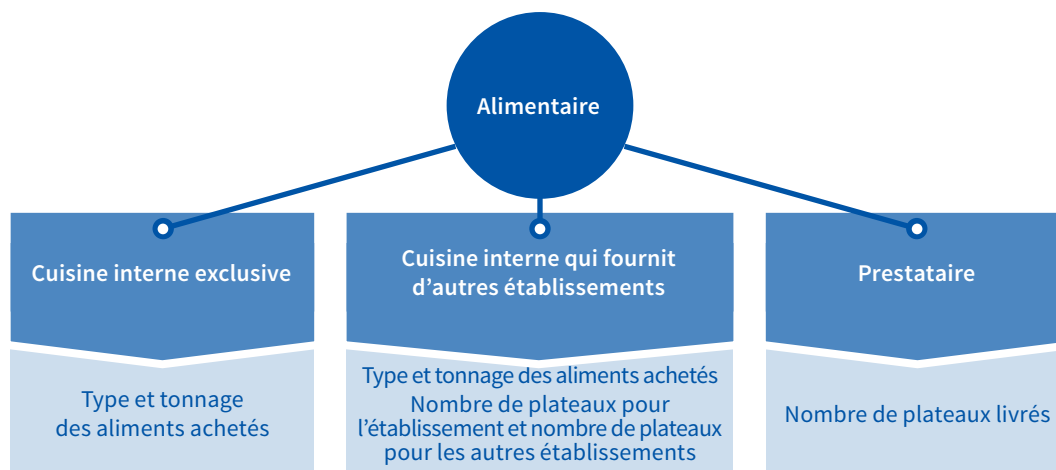 Alimentaire
Cuisine interne exclusive
Cuisine interne qui fournit
d’autres établissements
Prestataire
Type et tonnage
des aliments achetés
Type et tonnage des aliments achetés
Nombre de plateaux pour
l’établissement et nombre de plateaux
pour les autres établissements
Nombre de plateaux livrés